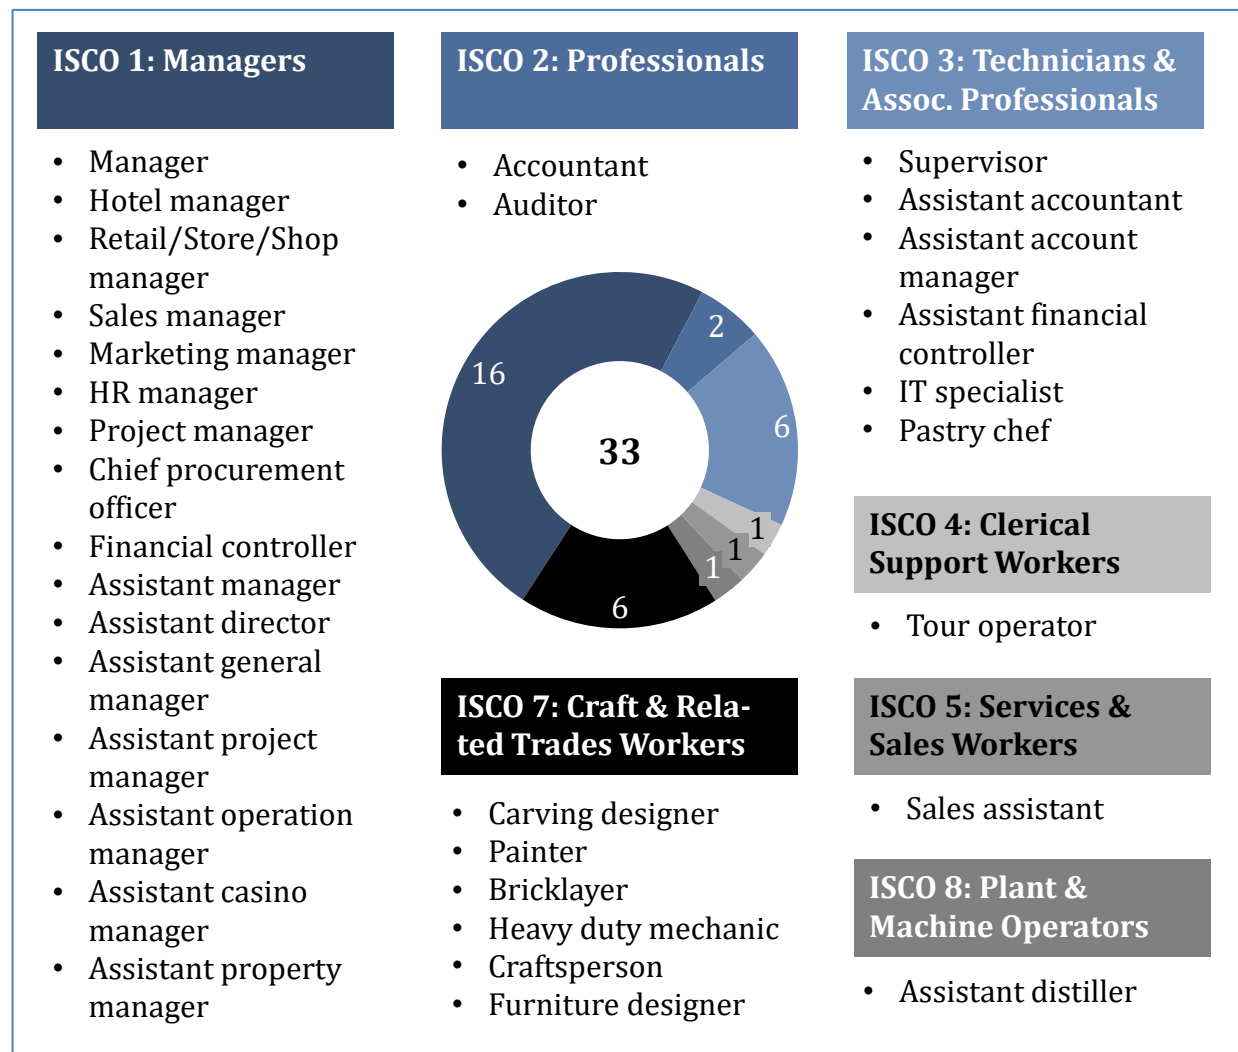 ISCO 1: Managers
• Manager
• Hotel manager
• Retail/Store/Shop
manager
• Sales manager
• Marketing manager
• HR manager
• Project manager
• Chief procurement
officer
• Financial controller
• Assistant manager
• Assistant director
• Assistant general
manager
• Assistant project
manager
• Assistant operation
manager
• Assistant casino
manager
• Assistant property
manager
ISCO 2: Professionals
• Accountant
• Auditor
2
16
6
33
1
1
1
6
ISCO 7: Craft & Rela-
ted Trades Workers
• Carving designer
• Painter
• Bricklayer
• Heavy duty mechanic
• Craftsperson
• Furniture designer
ISCO 3: Technicians &
Assoc. Professionals
• Supervisor
• Assistant accountant
• Assistant account
manager
• Assistant financial
controller
• IT specialist
• Pastry chef
ISCO 4: Clerical
Support Workers
• Tour operator
ISCO 5: Services &
Sales Workers
• Sales assistant
ISCO 8: Plant &
Machine Operators
• Assistant distiller